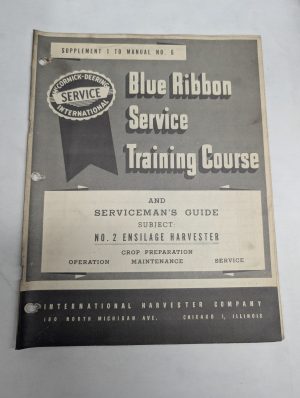 SUPPLEMENT 1 TO MANUAL NO. 6
McCORMICK-DEERING
SERVICE
INTERNATIONAL
Blue Ribbon
Service
Training Course
AND
SERVICEMAN'S GUIDE
SUBJECT:
NO. 2 ENSILAGE HARVESTER
CROP PREPARATION
OPERATION MAINTENANCE SERVICE
INTERNATIONAL HARVESTER COMPANY
180 NORTH MICHIGAN AVE. CHICAGO 1, ILLINOIS